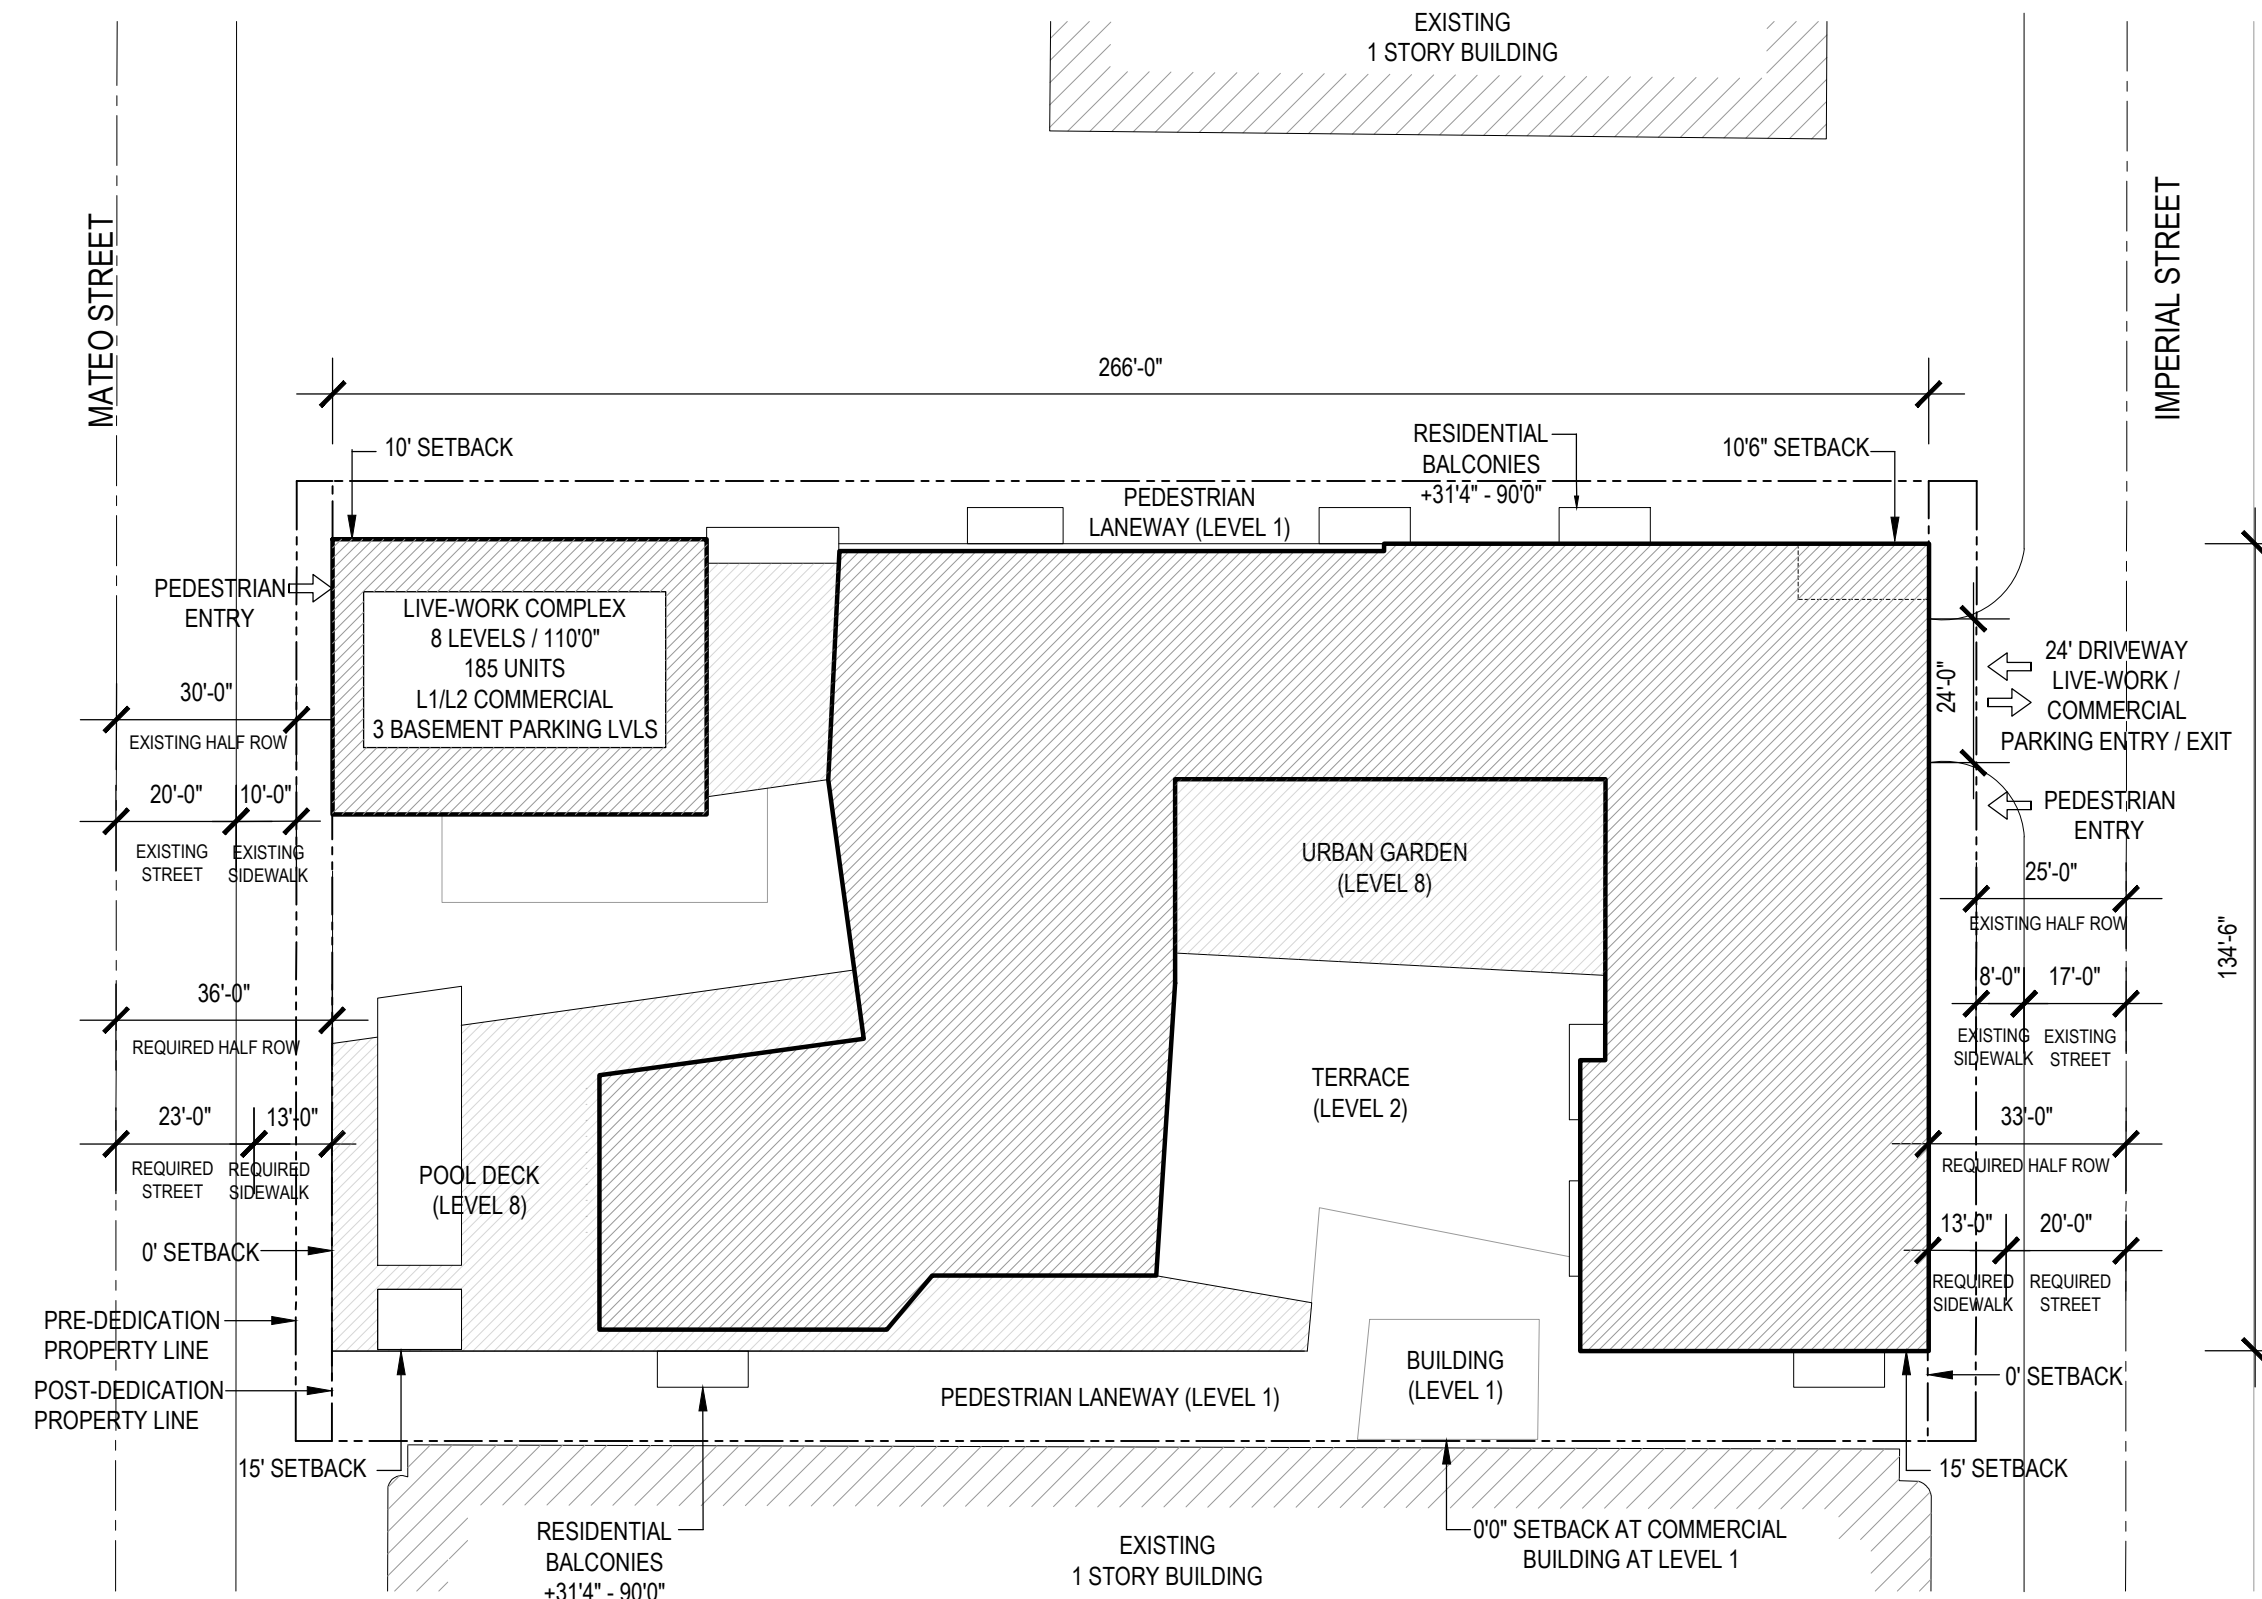 EXISTING
1 STORY BUILDING
MATEO STREET
IMPERIAL STREET
266'-0"
10' SETBACK
RESIDENTIAL
BALCONIES
+31'4" - 90'0"
10'6" SETBACK
PEDESTRIAN
LANEWAY (LEVEL 1)
PEDESTRIAN
ENTRY
LIVE-WORK COMPLEX
8 LEVELS / 110'0"
185 UNITS
L1/L2 COMMERCIAL
3 BASEMENT PARKING LVLS
24'-0"
24' DRIVEWAY
LIVE-WORK /
COMMERCIAL
PARKING ENTRY / EXIT
30'-0"
EXISTING HALF ROW
20'-0"
10'-0"
EXISTING
STREET
EXISTING
SIDEWALK
PEDESTRIAN
ENTRY
URBAN GARDEN
(LEVEL 8)
25'-0"
EXISTING HALF ROW
134'-6"
8'-0"
17'-0"
EXISTING
SIDEWALK
EXISTING
STREET
36'-0"
REQUIRED HALF ROW
TERRACE
(LEVEL 2)
23'-0"
13'-0"
REQUIRED
STREET
REQUIRED
SIDEWALK
33'-0"
REQUIRED HALF ROW
POOL DECK
(LEVEL 8)
13'-0"
20'-0"
REQUIRED
SIDEWALK
REQUIRED
STREET
0' SETBACK
PRE-DEDICATION
PROPERTY LINE
POST-DEDICATION
PROPERTY LINE
PEDESTRIAN LANEWAY (LEVEL 1)
BUILDING
(LEVEL 1)
0' SETBACK
15' SETBACK
15' SETBACK
RESIDENTIAL
BALCONIES
+31'4" - 90'0"
EXISTING
1 STORY BUILDING
0'0" SETBACK AT COMMERCIAL
BUILDING AT LEVEL 1